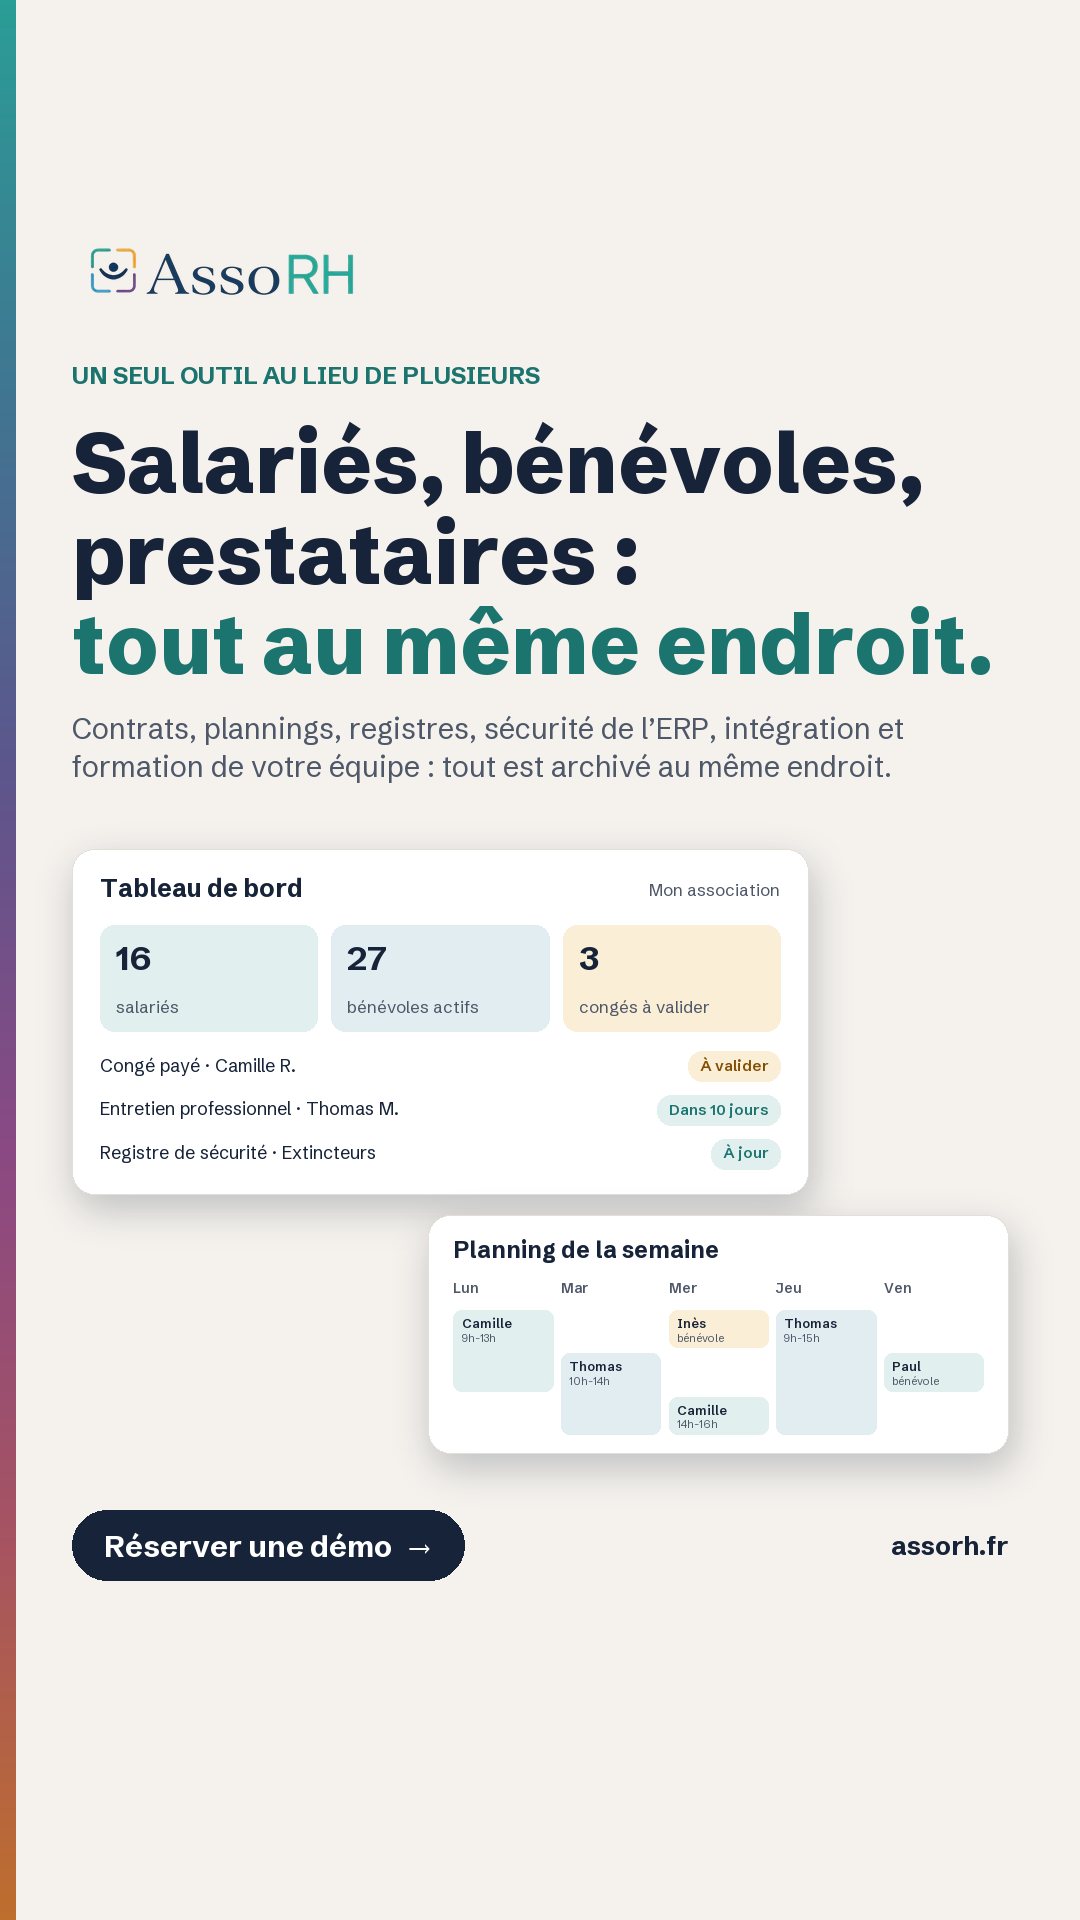 AssoRH
UN SEUL OUTIL AU LIEU DE PLUSIEURS
Salariés, bénévoles,
prestataires :
tout au même endroit.
Contrats, plannings, registres, sécurité de l’ERP, intégration et
formation de votre équipe : tout est archivé au même endroit.
Tableau de bord
Mon association
16
salariés
27
bénévoles actifs
3
congés à valider
Congé payé · Camille R.
À valider
Entretien professionnel · Thomas M.
Dans 10 jours
Registre de sécurité · Extincteurs
À jour
Planning de la semaine
Lun Mar Mer Jeu Ven
Camille
9h-13h
Thomas
10h-14h
Inès
bénévole
Camille
14h-16h
Thomas
9h-15h
Paul
bénévole
Réserver une démo →
assorh.fr